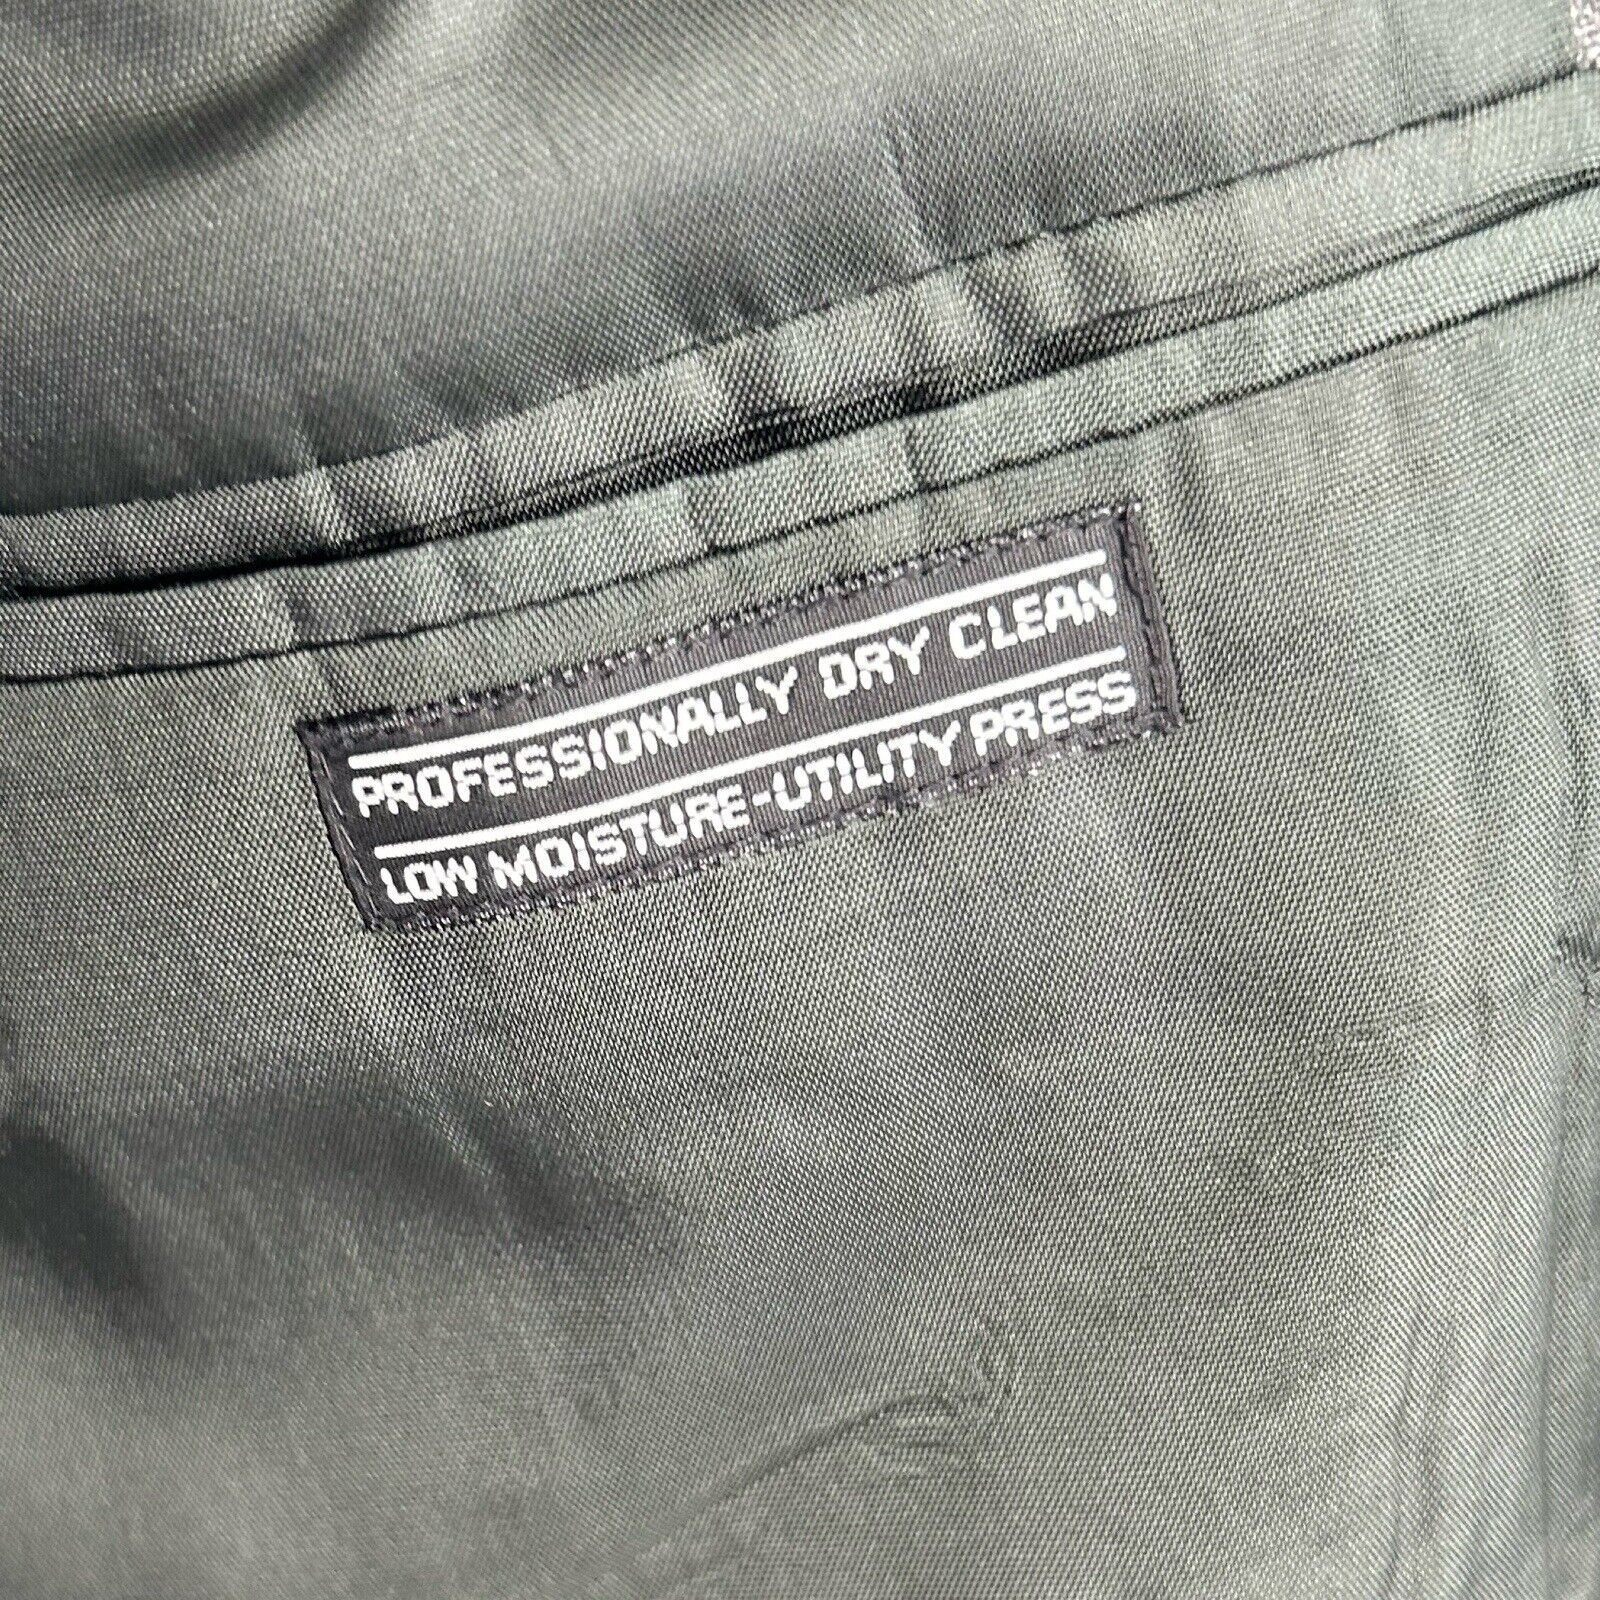 PROFESSIONALLY DRY CLEAN
LOW MOISTURE-UTILITY PRESS